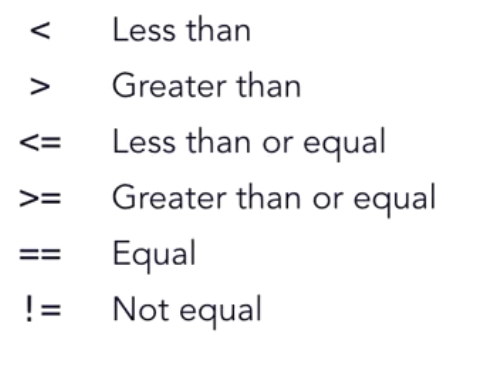 < Less than
> Greater than
<= Less than or equal
>= Greater than or equal
== Equal
!= Not equal